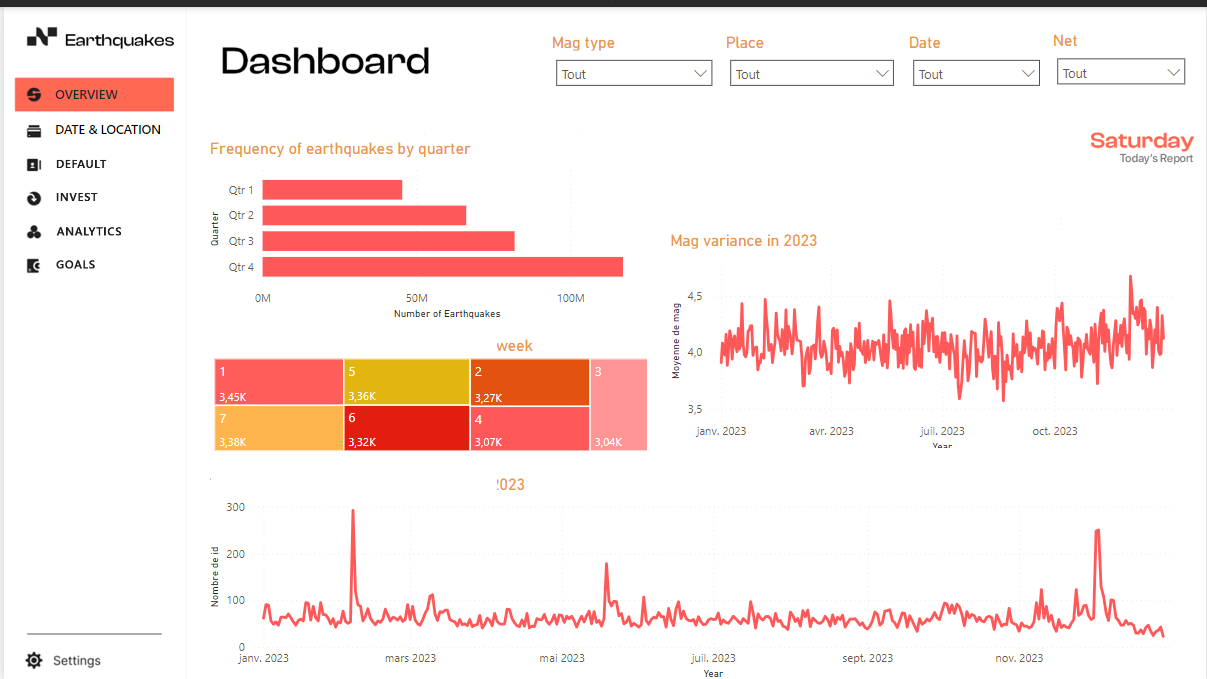 Earthquakes
OVERVIEW
DATE & LOCATION
DEFAULT
INVEST
ANALYTICS
GOALS
Settings
Dashboard
Mag type
Tout
Place
Tout
Date
Tout
Net
Tout
Saturday
Today's Report
Frequency of earthquakes by quarter
Quarter
Qtr 1
Qtr 2
Qtr 3
Qtr 4
0M 50M 100M
Number of Earthquakes
week
1
3,45K
5
3,36K
2
3,27K
3
3,04K
7
3,38K
6
3,32K
4
3,07K
Mag variance in 2023
Moyenne de mag
4,5
4,0
3,5
janv. 2023 avr. 2023 juil. 2023 oct. 2023
Year
2023
Nombre de id
300
200
100
0
janv. 2023 mars 2023 mai 2023 juil. 2023 sept. 2023 nov. 2023
Year